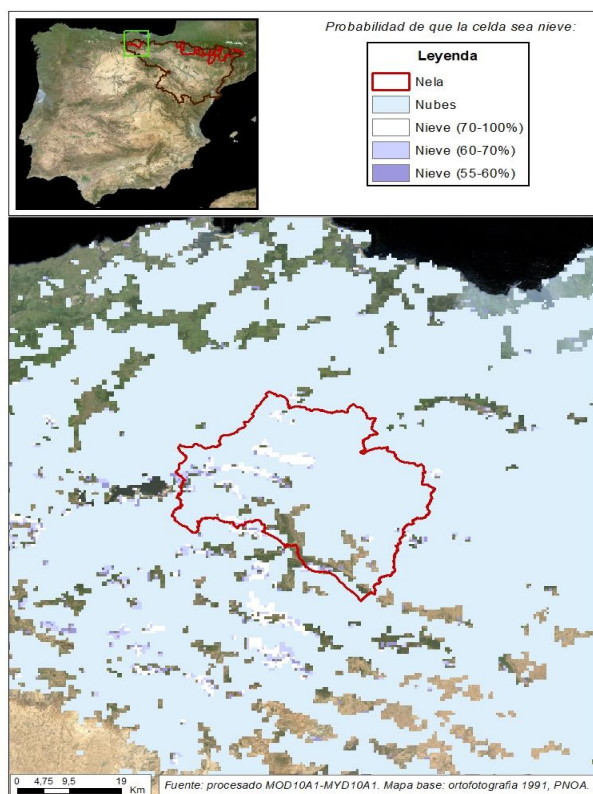 Probabilidad de que la celda sea nieve:
Leyenda
Nela
Nubes
Nieve (70-100%)
Nieve (60-70%)
Nieve (55-60%)
0 4,75 9,5 19
Km
Fuente: procesado MOD10A1-MYD10A1. Mapa base: ortofotografia 1991, PNOA.